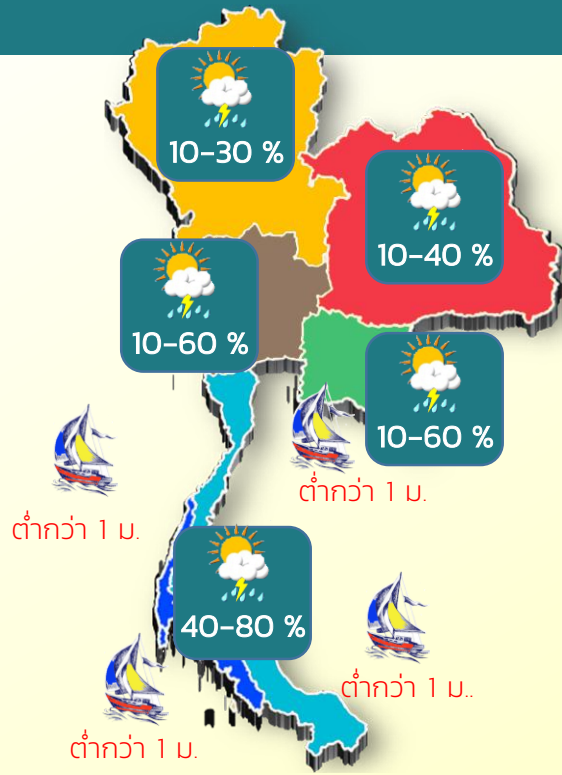 10-30 %
10-40 %
10-60 %
10-60 %
ต่ำกว่า 1 ม.
ต่ำกว่า 1 ม.
40-80 %
ต่ำกว่า 1 ม..
ต่ำกว่า 1 ม.